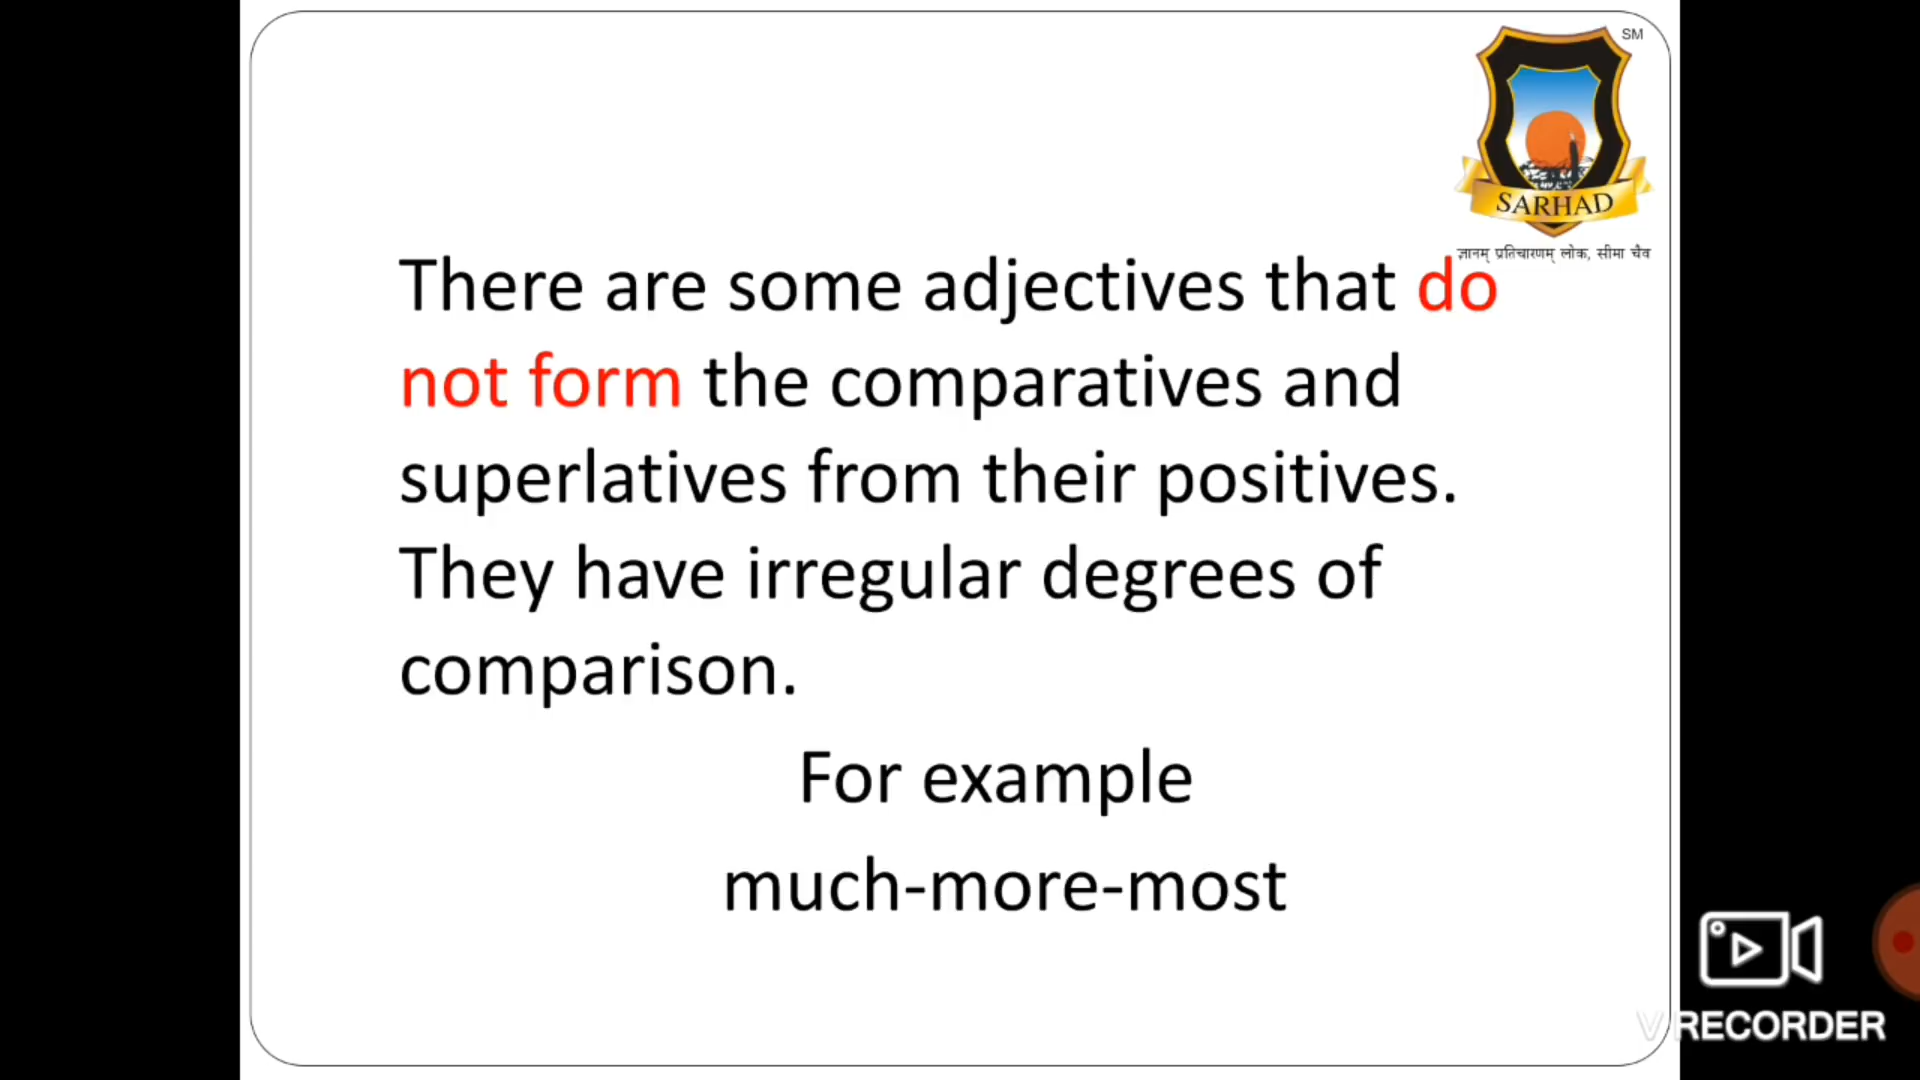 SM
SARHAD
ज्ञानम् प्रतिचारणम् लोक, सीमा चैव
There are some adjectives that do
not form the comparatives and
superlatives from their positives.
They have irregular degrees of
comparison.
For example
much-more-most
V RECORDER